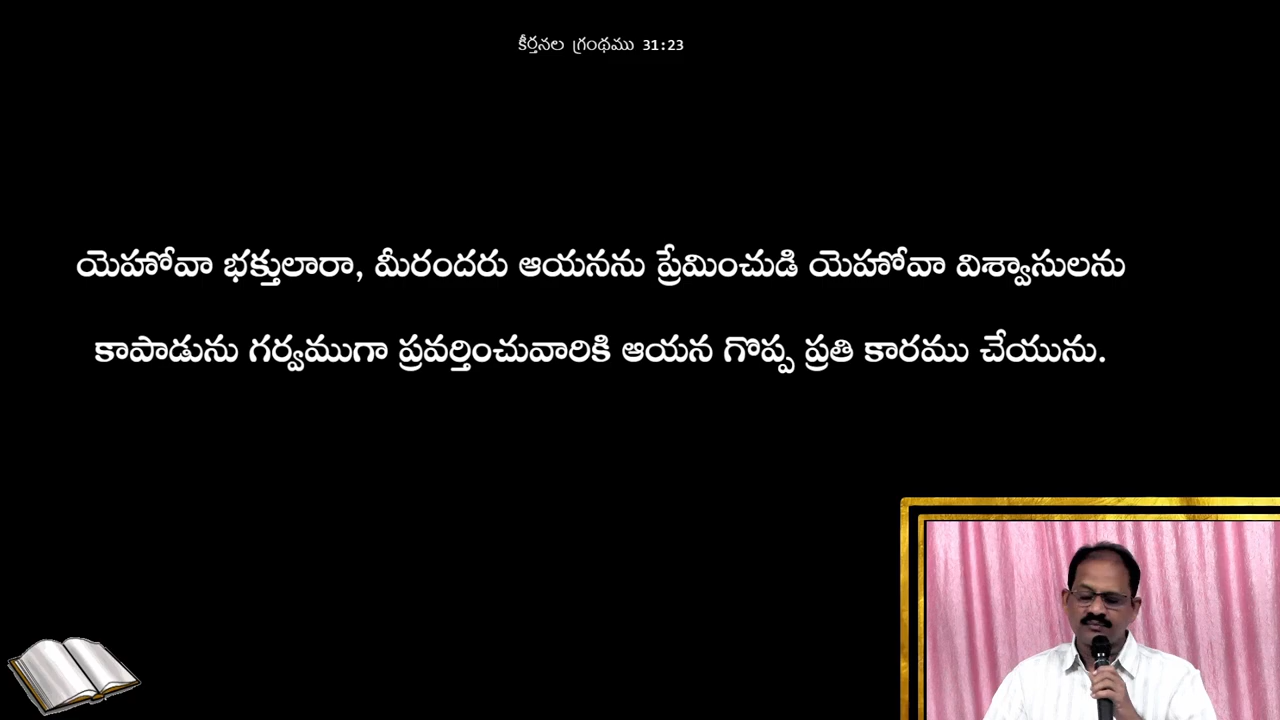 కీర్తనల గ్రంథము 31:23
యెహోవా భక్తులారా, మీరందరు ఆయనను ప్రేమించుడి యెహోవా విశ్వాసులను
కాపాడును గర్వముగా ప్రవర్తించువారికి ఆయన గొప్ప ప్రతి కారము చేయును.